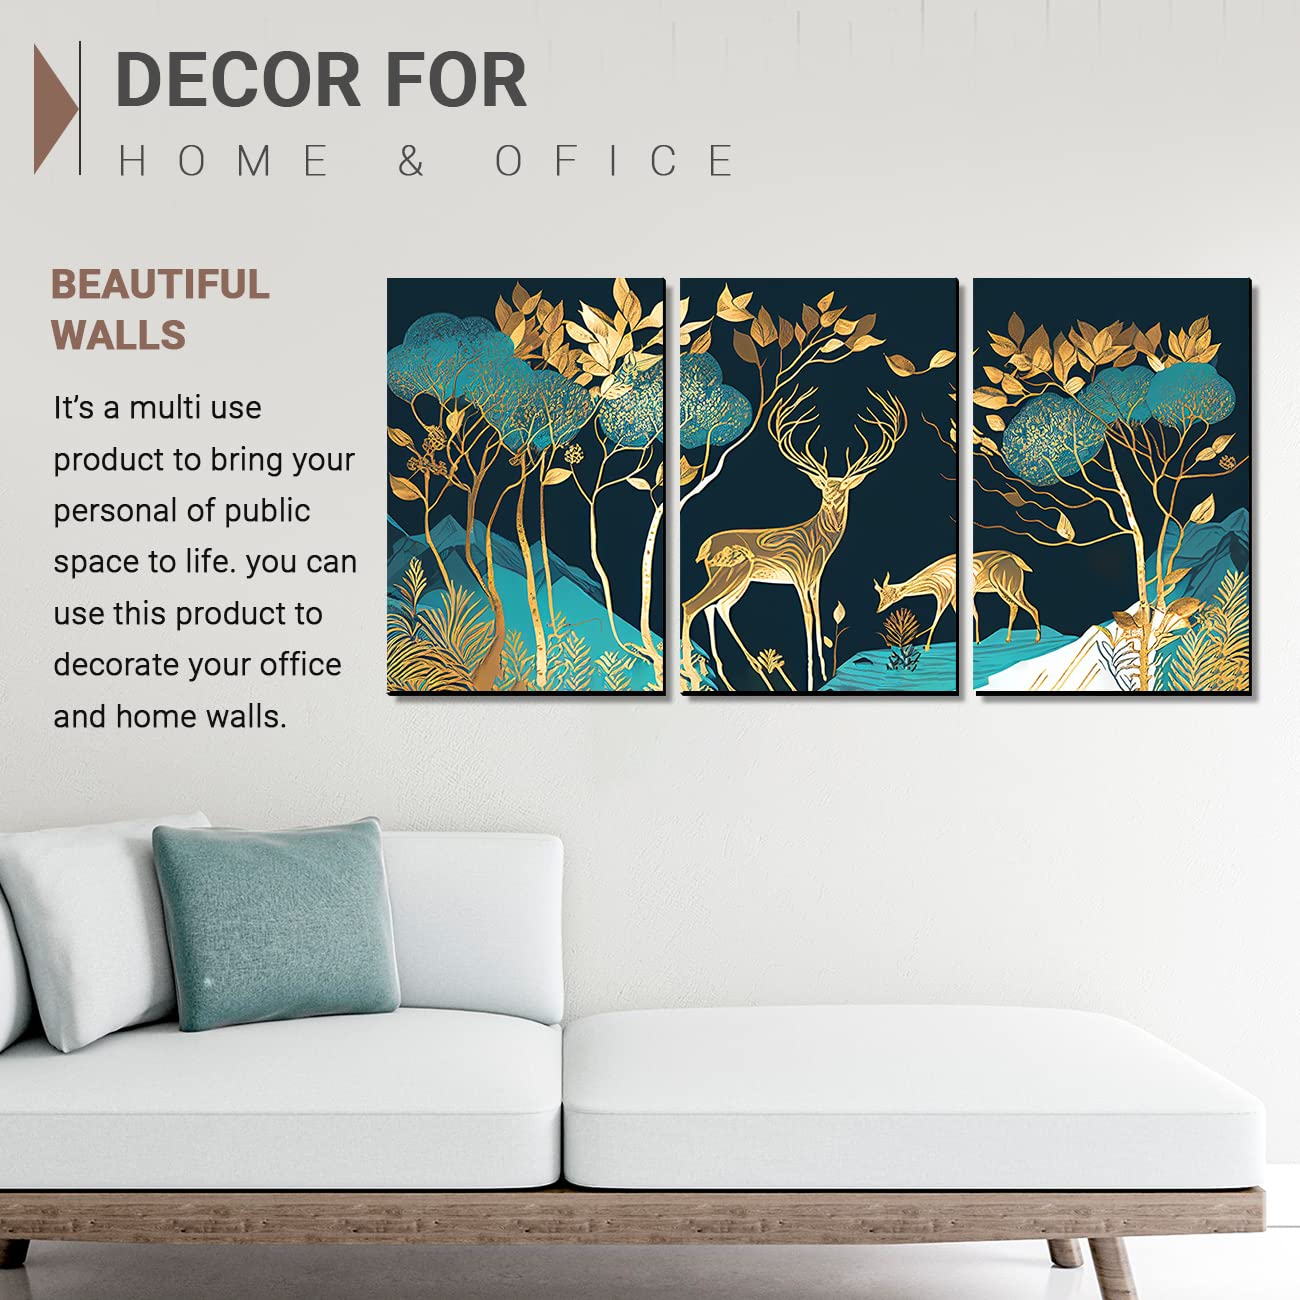 DECOR FOR
HOME & OFICE
BEAUTIFUL
WALLS
It’s a multi use
product to bring your
personal of public
space to life. you can
use this product to
decorate your office
and home walls.